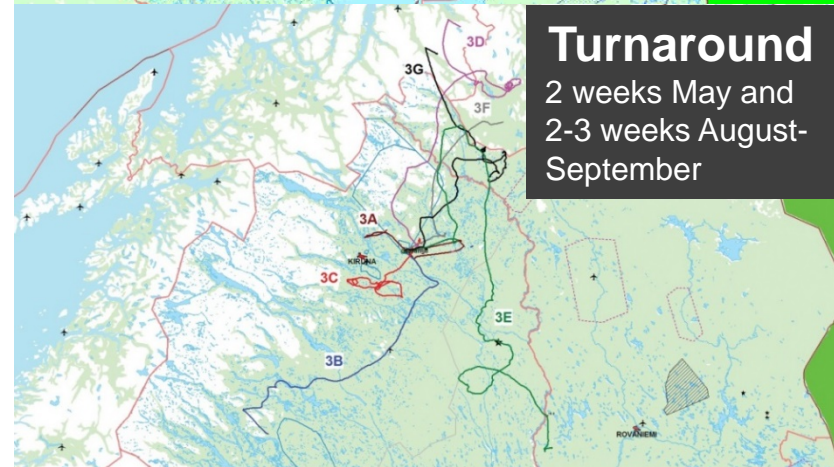 Turnaround
2 weeks May and
2-3 weeks August-
September
3D
3G
3F
3A
KIRUNA
3C
3E
3B
ROVANIEMI